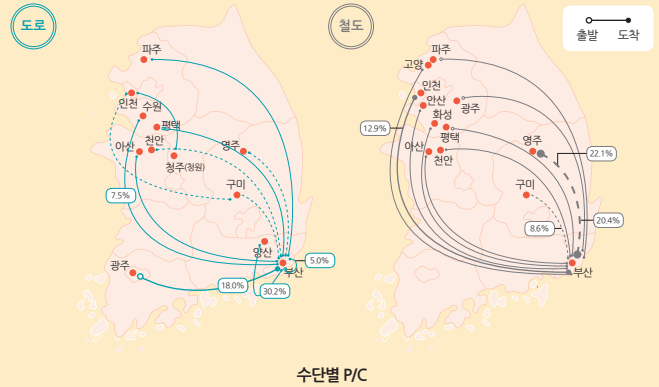 도로
파주
인천
수원
평택
아산
천안
청주(청원)
영주
구미
7.5%
양산
광주
부산
5.0%
18.0%
30.2%
철도
출발
도착
파주
고양
인천
안산
광주
화성
평택
12.9%
아산
천안
영주
22.1%
구미
20.4%
8.6%
부산
수단별 P/C